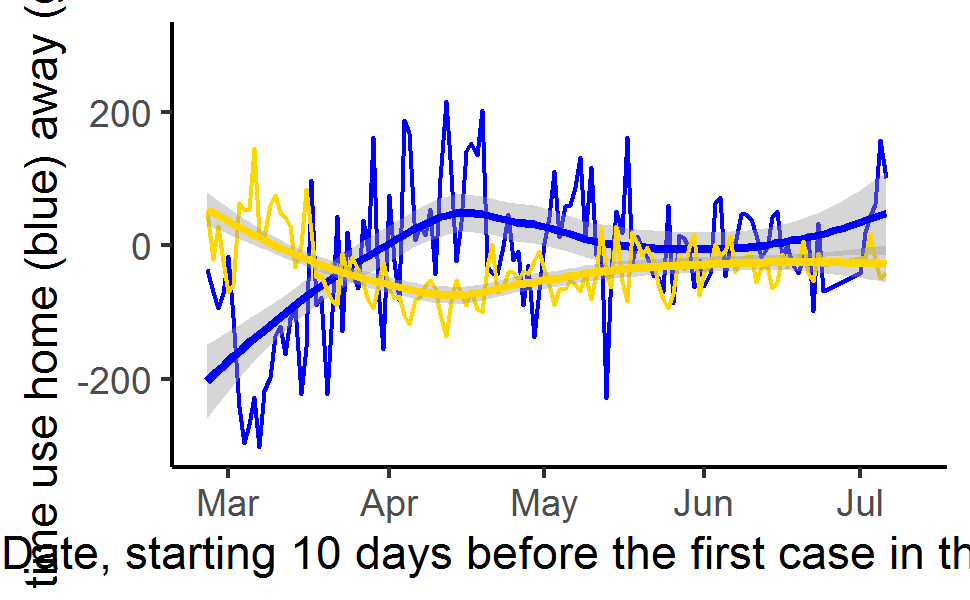 time use home (blue) away (
200
0
-200
Mar Apr May Jun Jul
Date, starting 10 days before the first case in th